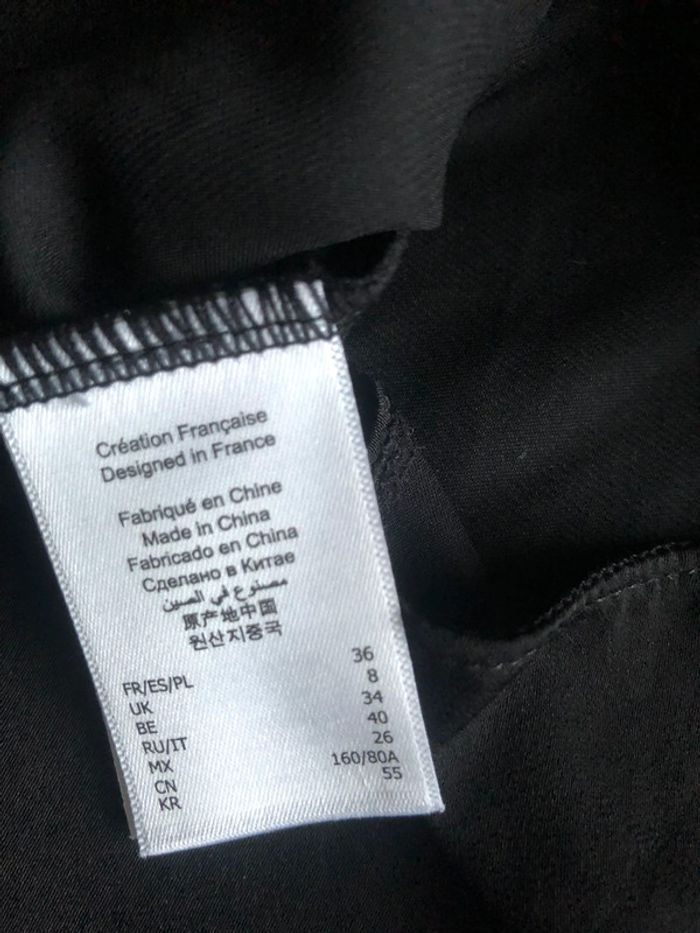 Création Française
Designed in France
Fabriqué en Chine
Made in China
Fabricado en China
Сделано в Китае
مصنوع في الصين
原产地中国
원산지중국
FR/ES/PL 36
UK 8
BE 34
RU/IT 40
MX 26
CN 160/80A
KR 55